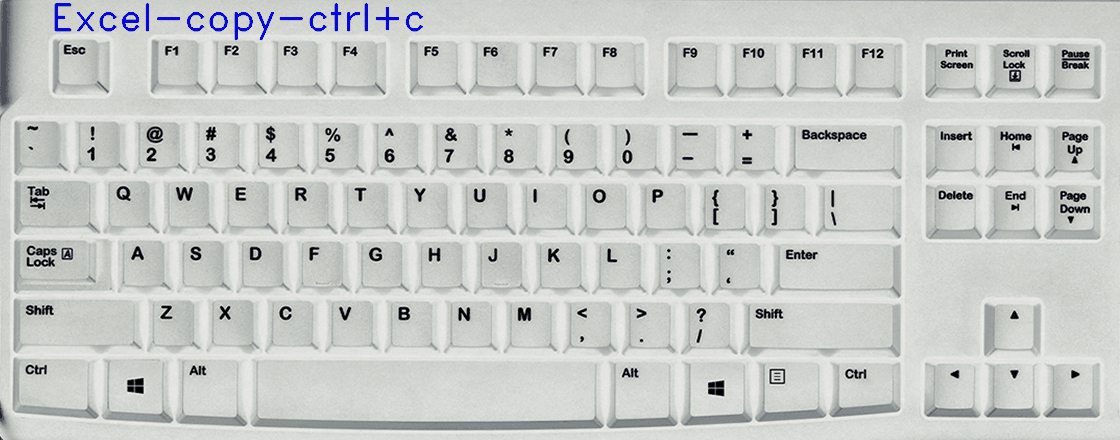 Excel-copy-ctrl+c
Esc F1 F2 F3 F4 F5 F6 F7 F8 F9 F10 F11 F12 Print Screen Scroll Lock Pause Break
~ ` ! 1 @ 2 # 3 $ 4 % 5 ^ 6 & 7 * 8 ( 9 ) 0 — - + = Backspace Insert Home Page Up
Tab Q W E R T Y U I O P { [ } ] | \ Delete End Page Down
Caps Lock A A S D F G H J K L : ; “ ‘ Enter
Shift Z X C V B N M < , > . ? / Shift
Ctrl Alt Alt Ctrl